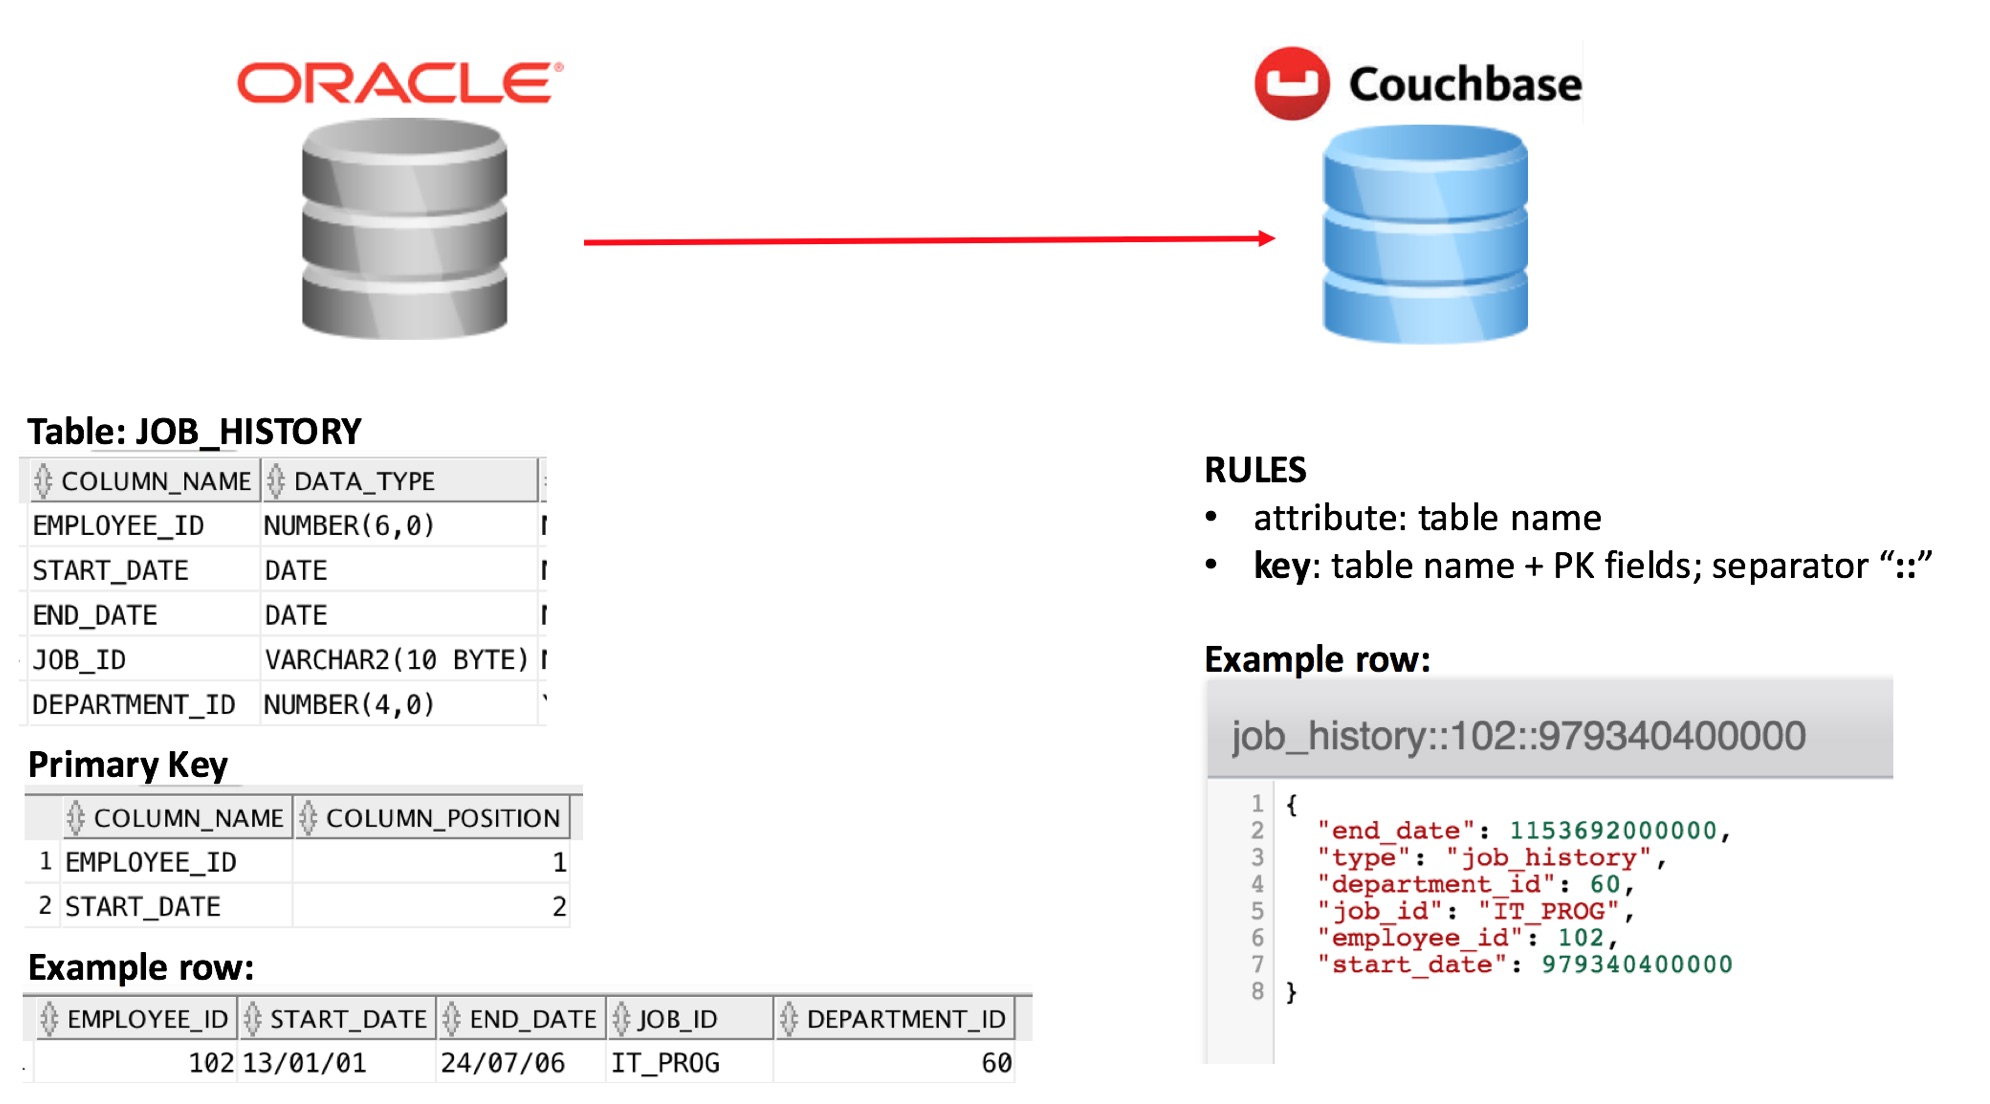 ORACLE®
Couchbase
Table: JOB_HISTORY
COLUMN_NAME DATA_TYPE
EMPLOYEE_ID NUMBER(6,0)
START_DATE DATE
END_DATE DATE
JOB_ID VARCHAR2(10 BYTE)
DEPARTMENT_ID NUMBER(4,0)
Primary Key
COLUMN_NAME COLUMN_POSITION
1 EMPLOYEE_ID 1
2 START_DATE 2
Example row:
EMPLOYEE_ID START_DATE END_DATE JOB_ID DEPARTMENT_ID
102 13/01/01 24/07/06 IT_PROG 60
RULES
• attribute: table name
• key: table name + PK fields; separator “::”
Example row:
job_history::102::979340400000
1 {
2 "end_date": 1153692000000,
3 "type": "job_history",
4 "department_id": 60,
5 "job_id": "IT_PROG",
6 "employee_id": 102,
7 "start_date": 979340400000
8 }